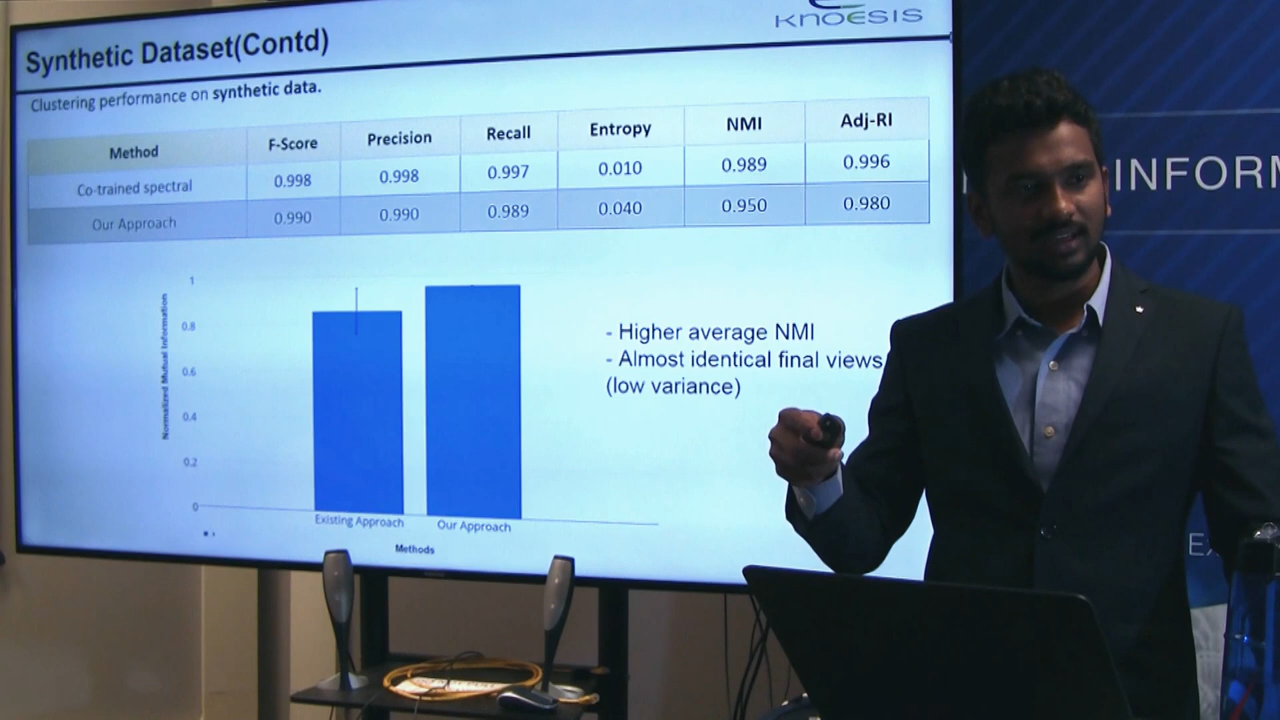 KNOESIS
Synthetic Dataset(Contd)
Clustering performance on synthetic data.
Method F-Score Precision Recall Entropy NMI Adj-RI
Co-trained spectral 0.998 0.998 0.997 0.010 0.989 0.996
Our Approach 0.990 0.990 0.989 0.040 0.950 0.980
Normalized Mutual Information
1
0.8
0.6
0.4
0.2
0
Existing Approach Our Approach
Methods
- Higher average NMI
- Almost identical final views
(low variance)
INFORM